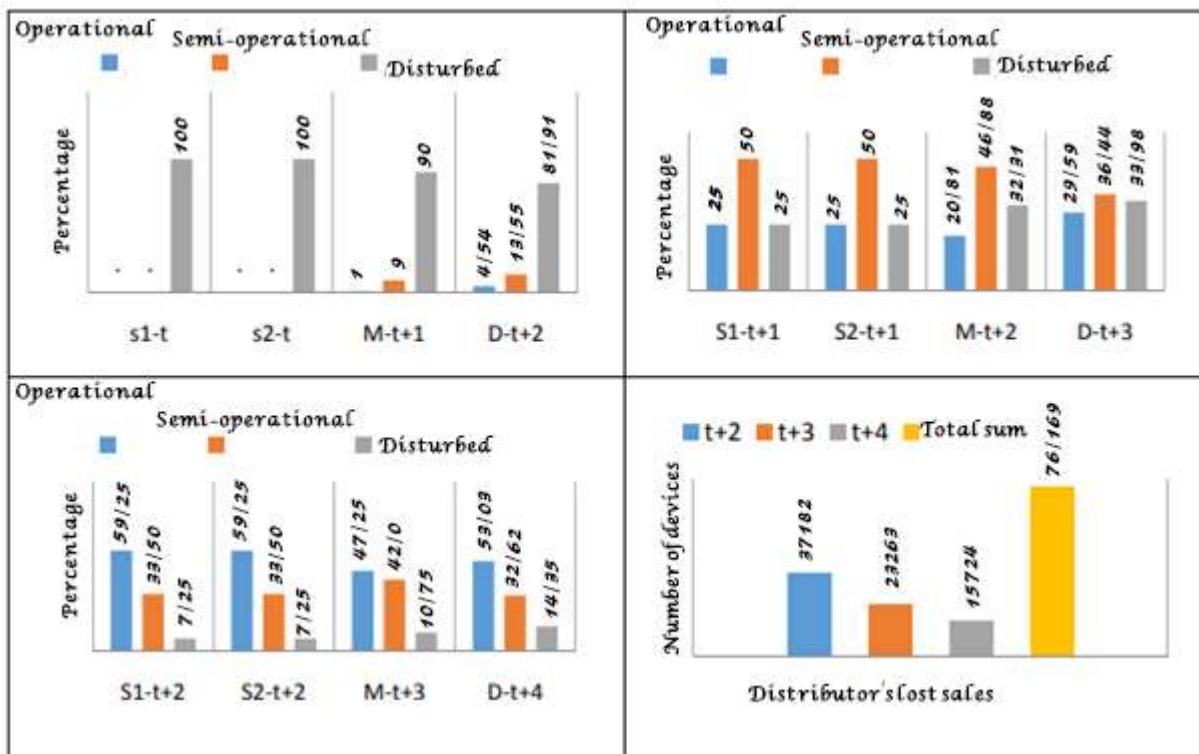 Operational
Semi-operational
Disturbed
Percentage
. . 100
. . 100
1 9 90
4/54 13/55 81/91
s1-t s2-t M-t+1 D-t+2
Operational
Semi-operational
Disturbed
Percentage
25 50 25
25 50 25
20/81 46/88 32/31
29/59 36/44 33/98
S1-t+1 S2-t+1 M-t+2 D-t+3
Operational
Semi-operational
Disturbed
Percentage
59/25 33/50 7/25
59/25 33/50 7/25
47/25 42/0 10/75
53/03 32/62 14/35
S1-t+2 S2-t+2 M-t+3 D-t+4
t+2 t+3 t+4 Total sum
Number of devices
37182 23263 15724 76/169
Distributor's lost sales